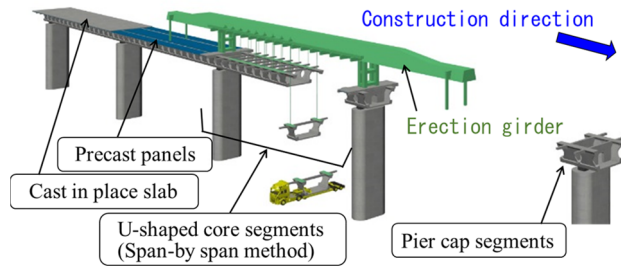 Construction direction
Erection girder
Precast panels
Cast in place slab
U-shaped core segments
(Span-by span method)
Pier cap segments